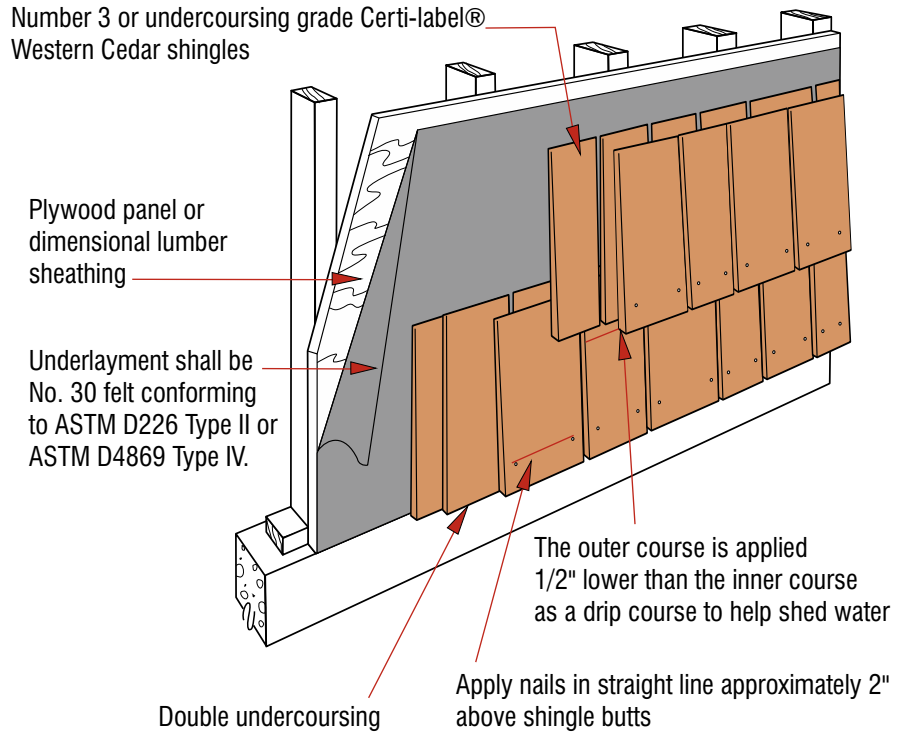 Number 3 or undercoursing grade Certi-label®
Western Cedar shingles
Plywood panel or
dimensional lumber
sheathing
Underlayment shall be
No. 30 felt conforming
to ASTM D226 Type II or
ASTM D4869 Type IV.
The outer course is applied
1/2" lower than the inner course
as a drip course to help shed water
Apply nails in straight line approximately 2"
above shingle butts
Double undercoursing